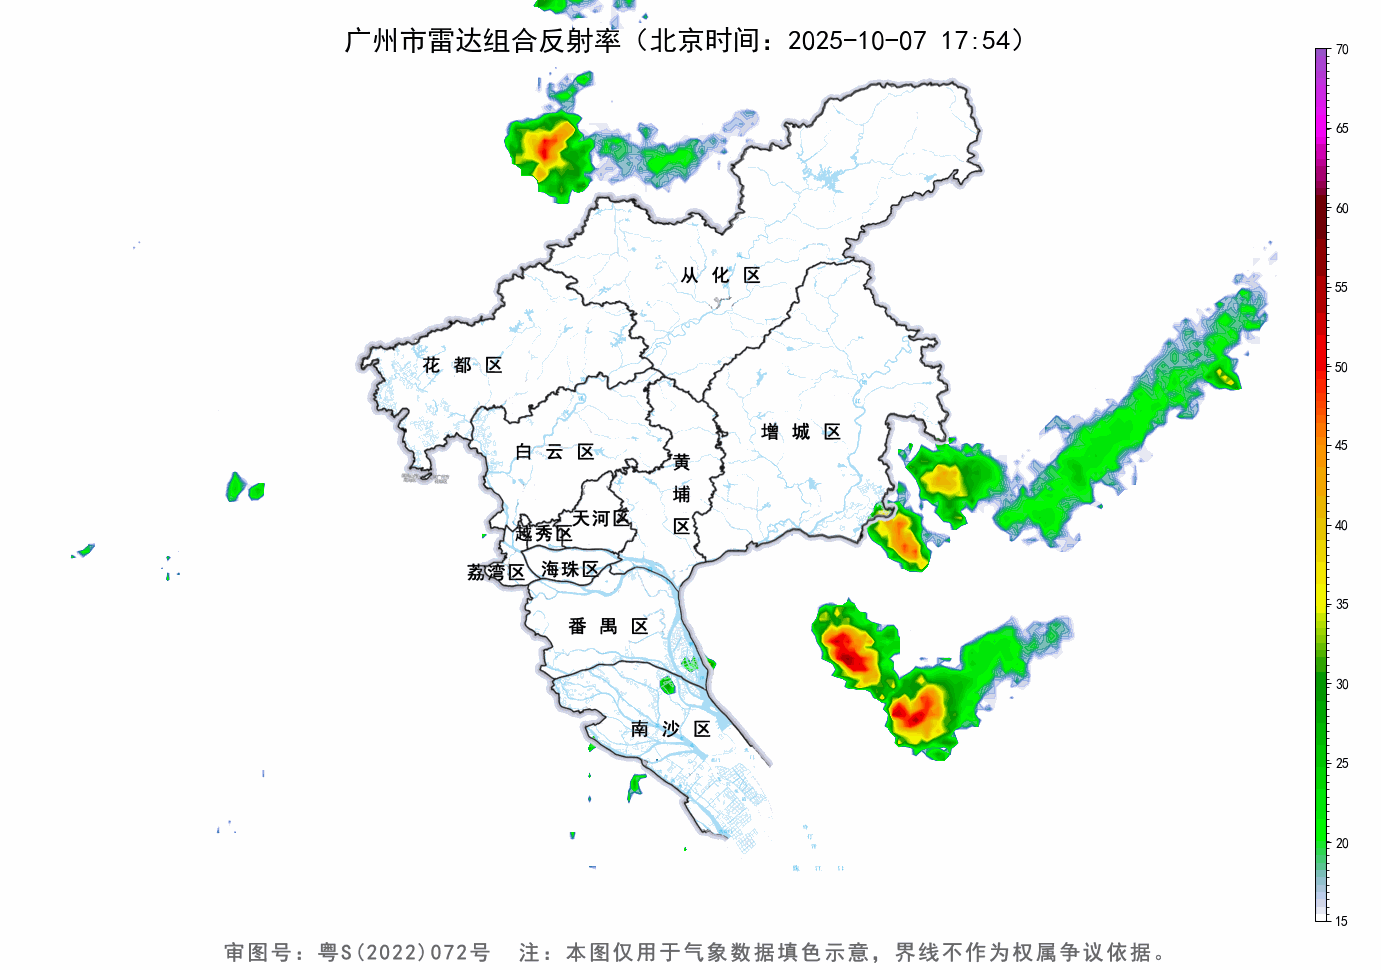 广州市雷达组合反射率（北京时间：2025-10-07 17:54）
70
65
60
55
50
45
40
35
30
25
20
15
从化区
花都区
增城区
白云区
黄埔区
天河区
越秀区
荔湾区
海珠区
番禺区
南沙区
审图号：粤S(2022)072号 注：本图仅用于气象数据填色示意，界线不作为权属争议依据。